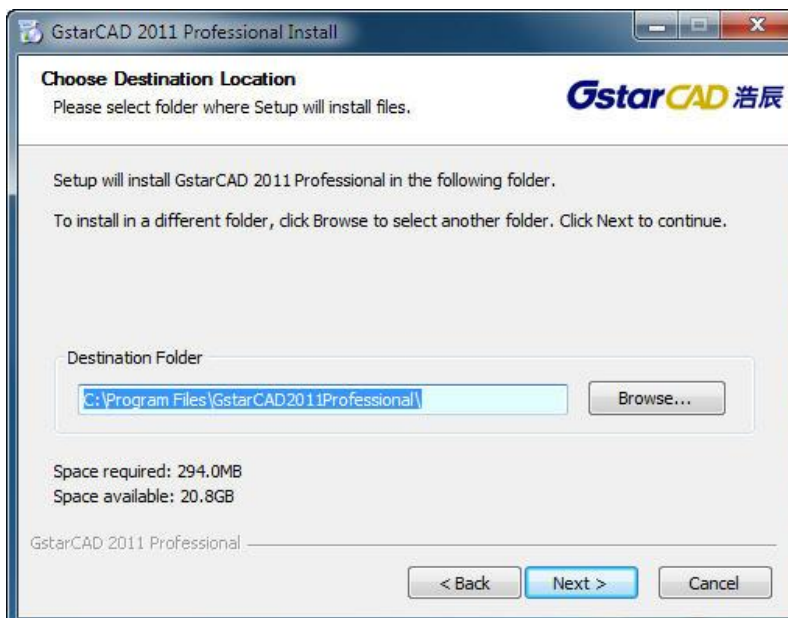 GstarCAD 2011 Professional Install
Choose Destination Location
Please select folder where Setup will install files.
GstarCAD 浩辰
Setup will install GstarCAD 2011 Professional in the following folder.
To install in a different folder, click Browse to select another folder. Click Next to continue.
Destination Folder
C:\Program Files\GstarCAD2011Professional\
Browse...
Space required: 294.0MB
Space available: 20.8GB
GstarCAD 2011 Professional
< Back
Next >
Cancel